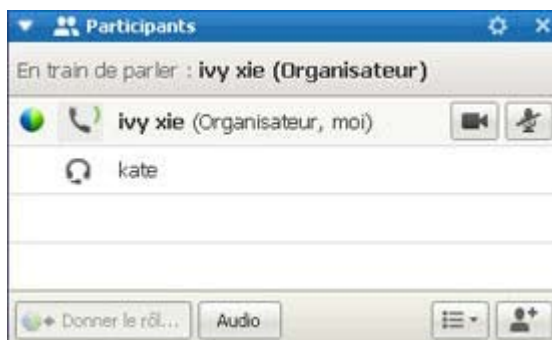 Participants
En train de parler : ivy xie (Organisateur)
ivy xie (Organisateur, moi)
kate
Donner le rôl... Audio